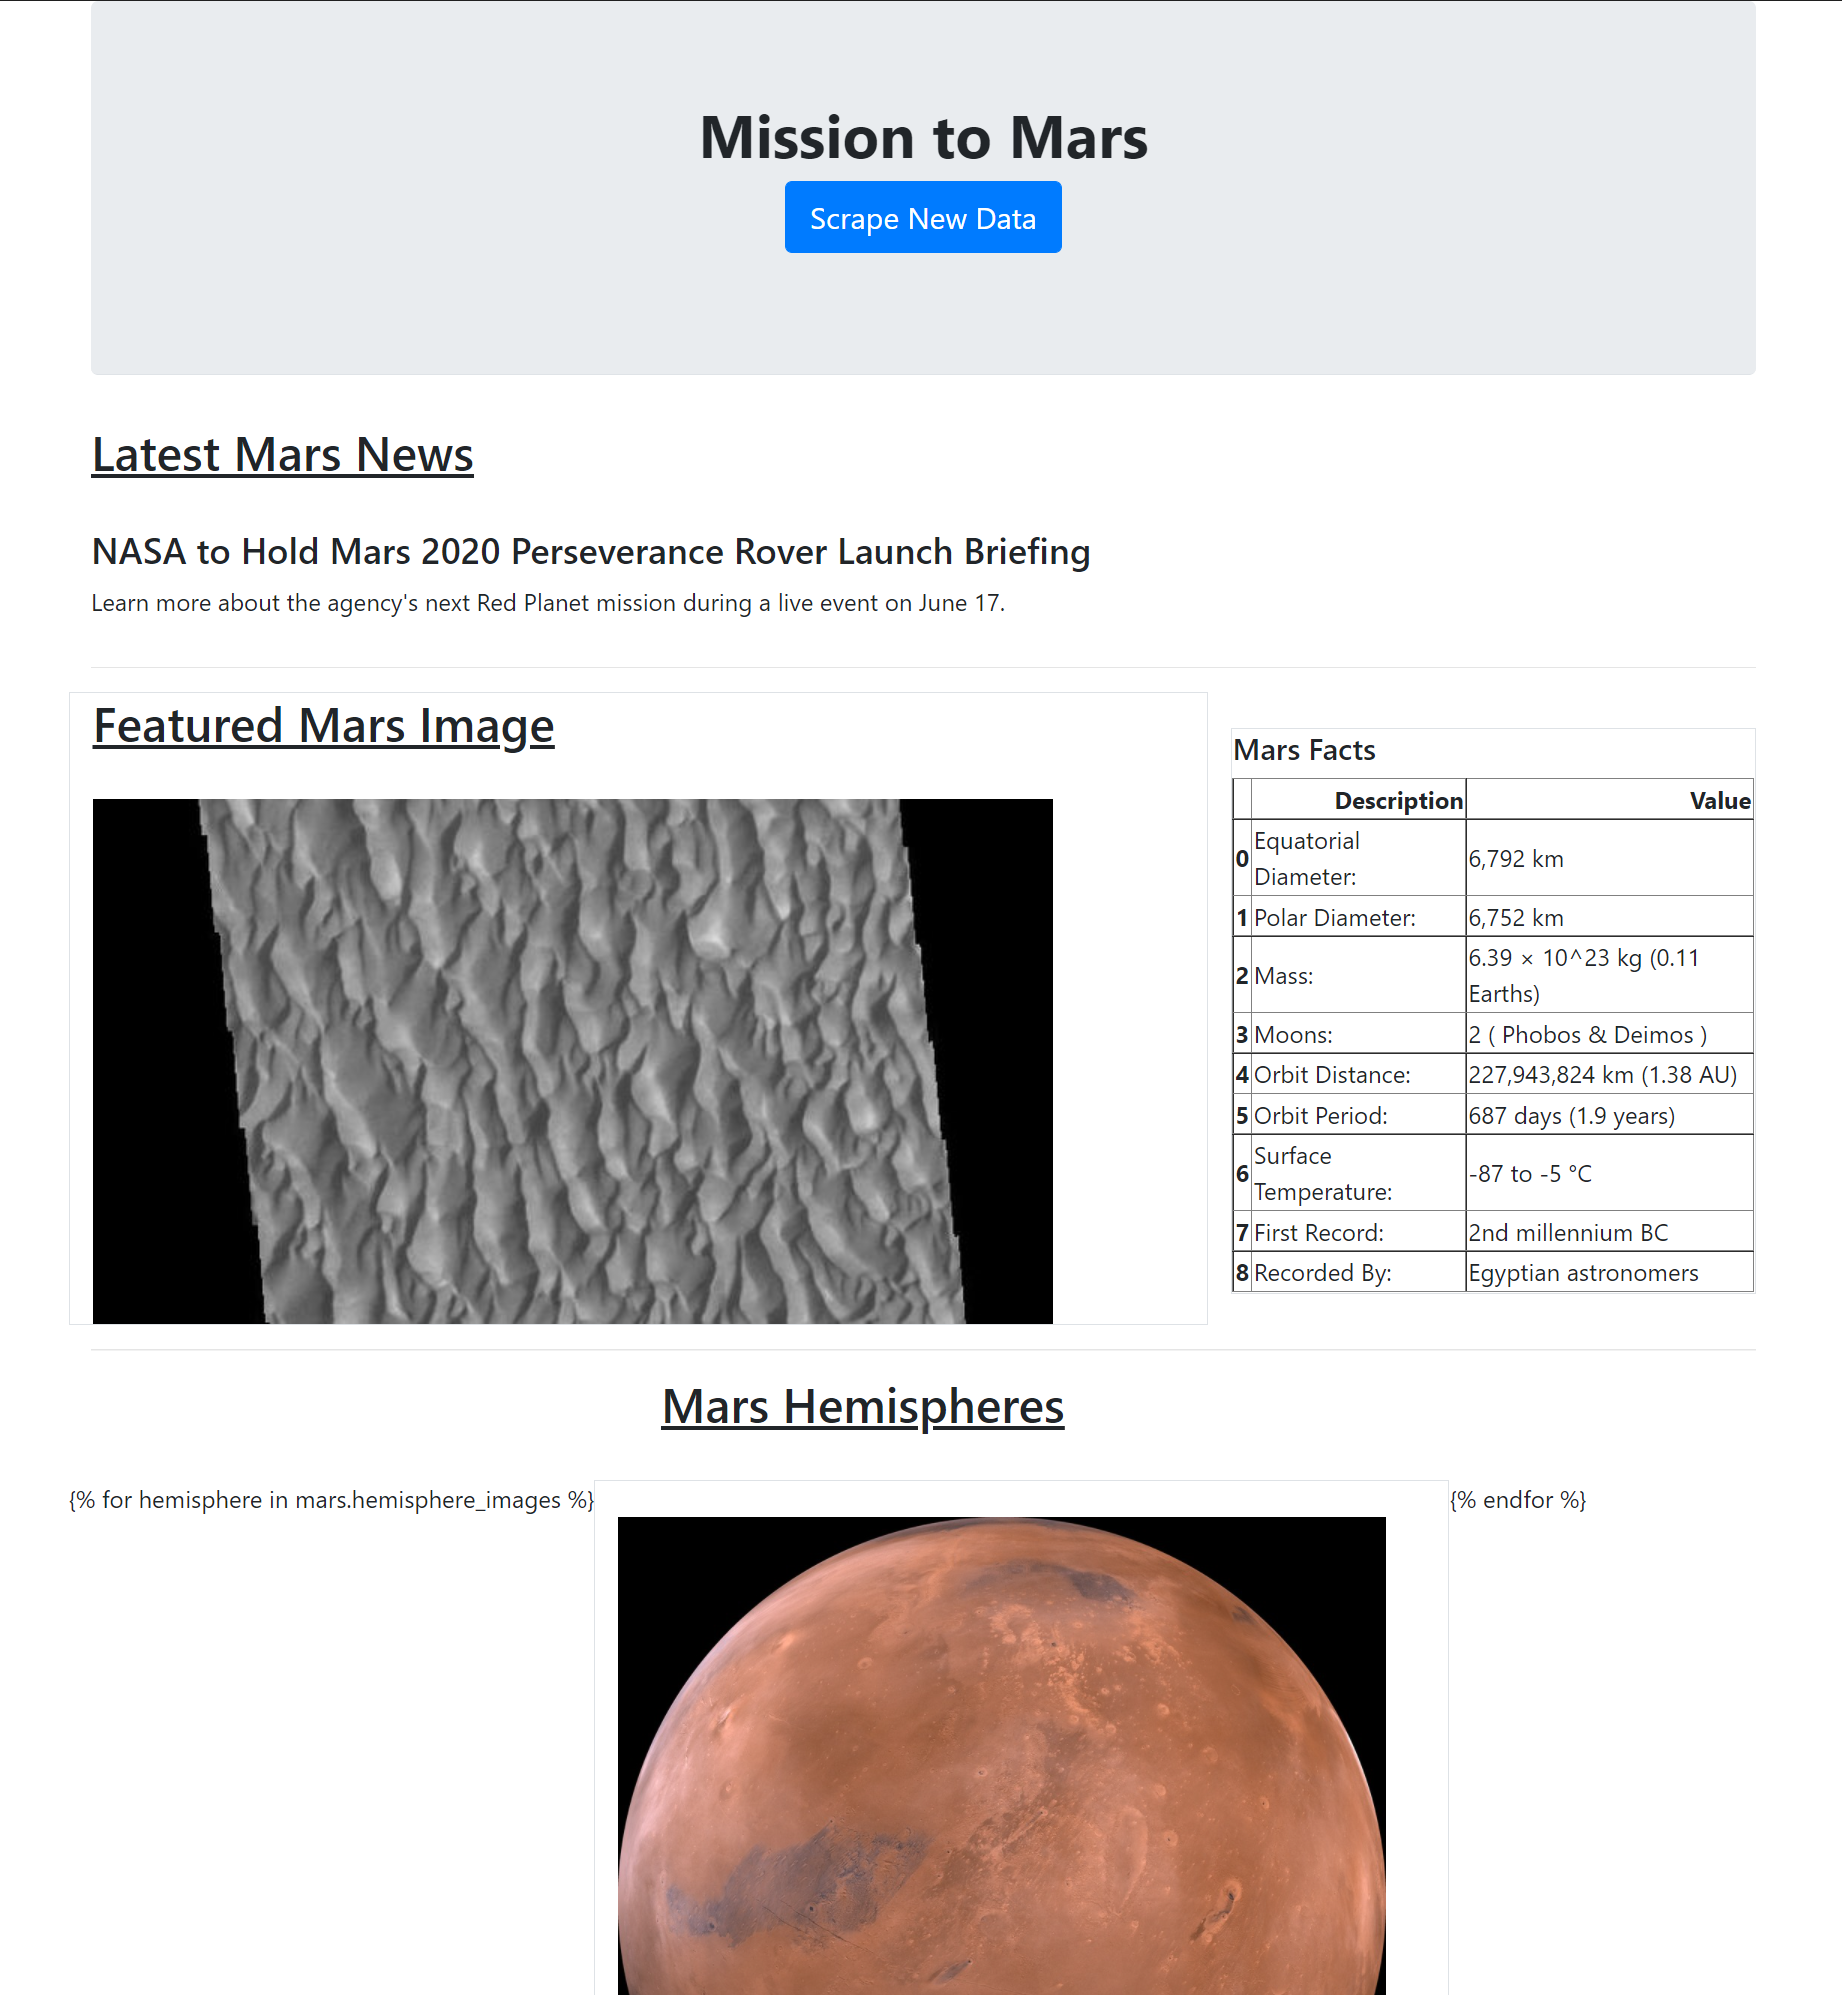 Mission to Mars
Scrape New Data
Latest Mars News
NASA to Hold Mars 2020 Perseverance Rover Launch Briefing
Learn more about the agency's next Red Planet mission during a live event on June 17.
Featured Mars Image
Mars Facts
Description Value
0 Equatorial Diameter: 6,792 km
1 Polar Diameter: 6,752 km
2 Mass: 6.39 × 10^23 kg (0.11 Earths)
3 Moons: 2 ( Phobos & Deimos )
4 Orbit Distance: 227,943,824 km (1.38 AU)
5 Orbit Period: 687 days (1.9 years)
6 Surface Temperature: -87 to -5 °C
7 First Record: 2nd millennium BC
8 Recorded By: Egyptian astronomers
Mars Hemispheres
{% for hemisphere in mars.hemisphere_images %}
{% endfor %}